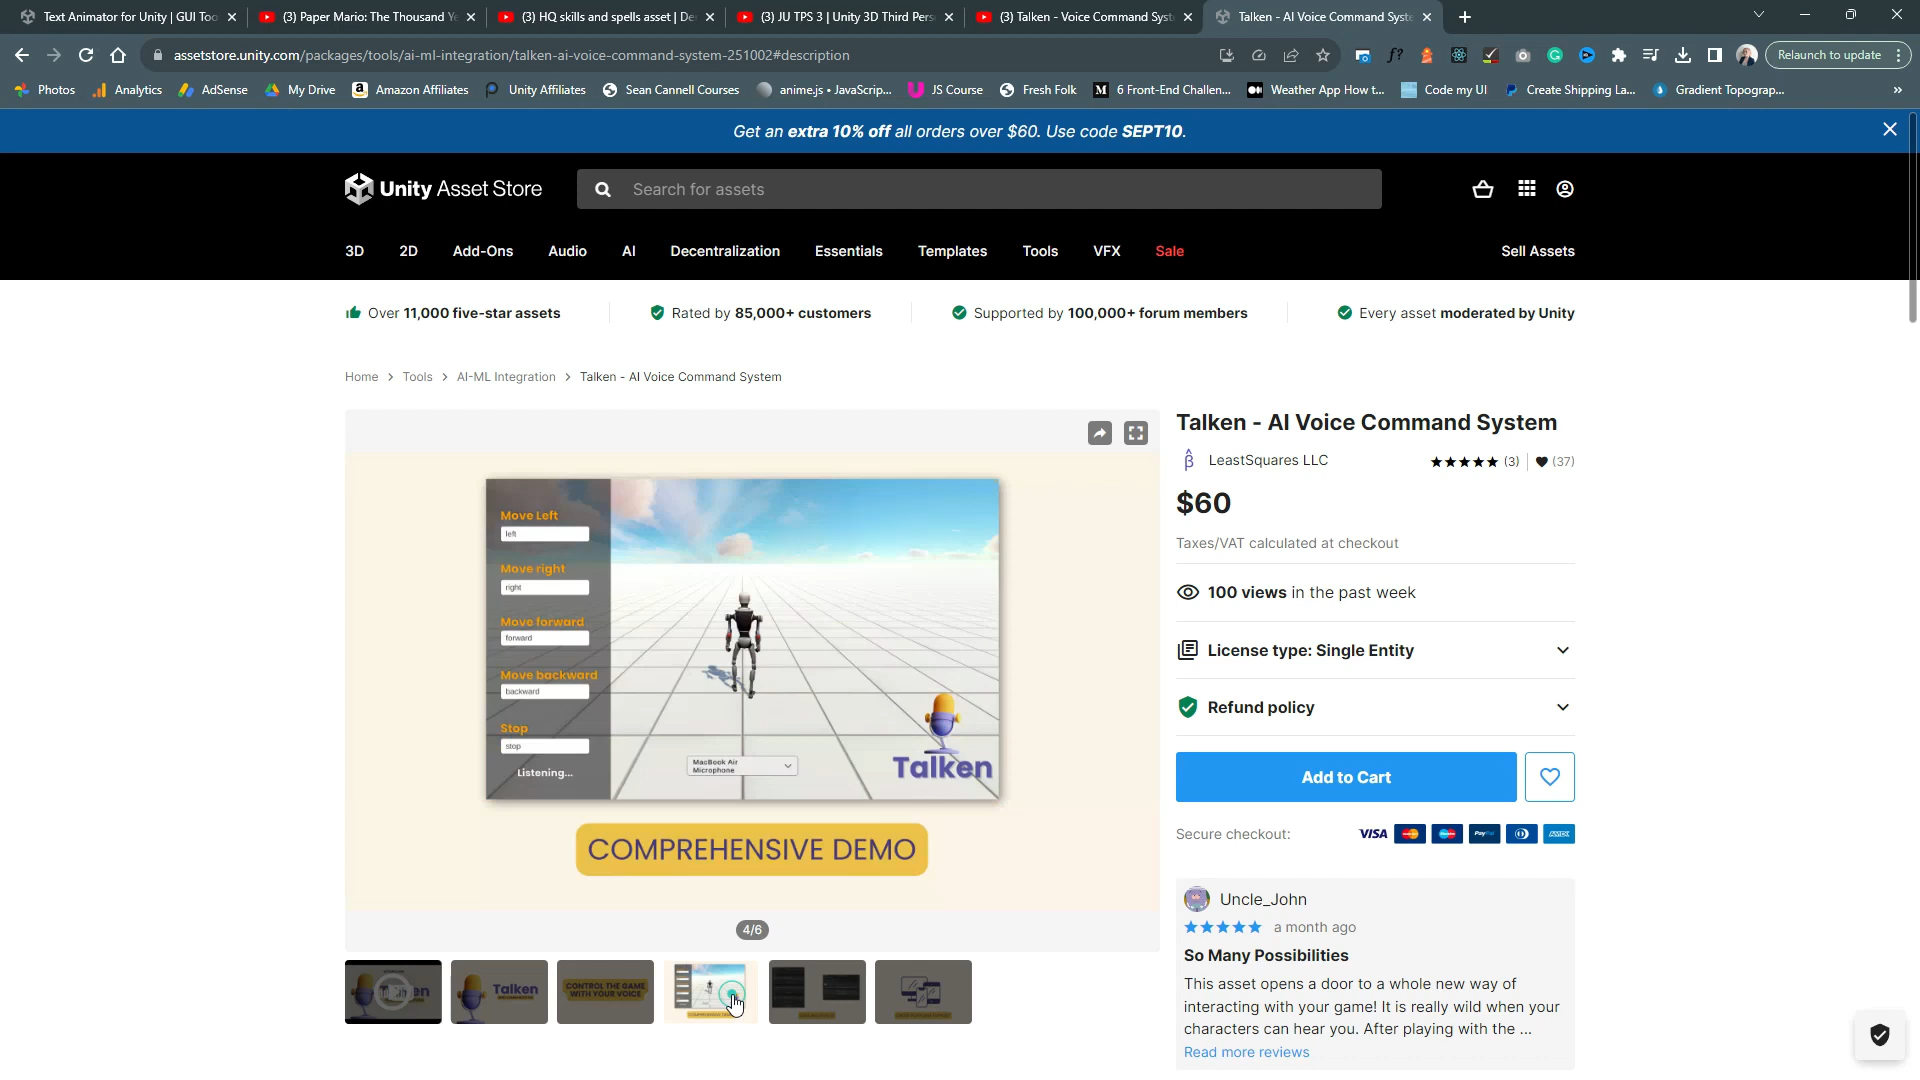 Text Animator for Unity | GUI Too
(3) Paper Mario: The Thousand Y
(3) HQ skills and spells asset | De
(3) JU TPS 3 | Unity 3D Third Pers
(3) Talken - Voice Command Syst
Talken - AI Voice Command Syste
assetstore.unity.com/packages/tools/ai-ml-integration/talken-ai-voice-command-system-251002#description
f?
Relaunch to update
Photos
Analytics
AdSense
My Drive
Amazon Affiliates
Unity Affiliates
Sean Cannell Courses
anime.js • JavaScrip...
JS Course
Fresh Folk
6 Front-End Challen...
Weather App How t...
Code my UI
Create Shipping La...
Gradient Topograp...
Get an extra 10% off all orders over $60. Use code SEPT10.
Unity Asset Store
Search for assets
3D
2D
Add-Ons
Audio
AI
Decentralization
Essentials
Templates
Tools
VFX
Sale
Sell Assets
Over 11,000 five-star assets
Rated by 85,000+ customers
Supported by 100,000+ forum members
Every asset moderated by Unity
Home > Tools > AI-ML Integration > Talken - AI Voice Command System
Move Left
left
Move right
right
Move forward
forward
Move backward
backward
Stop
stop
Listening...
MacBook Air
Microphone
Talken
COMPREHENSIVE DEMO
4/6
Talken
CONTROL THE GAME
WITH YOUR VOICE
Talken - AI Voice Command System
LeastSquares LLC
(3)
(37)
$60
Taxes/VAT calculated at checkout
100 views in the past week
License type: Single Entity
Refund policy
Add to Cart
Secure checkout:
VISA
PayPal
AMEX
Uncle_John
a month ago
So Many Possibilities
This asset opens a door to a whole new way of
interacting with your game! It is really wild when your
characters can hear you. After playing with the ...
Read more reviews